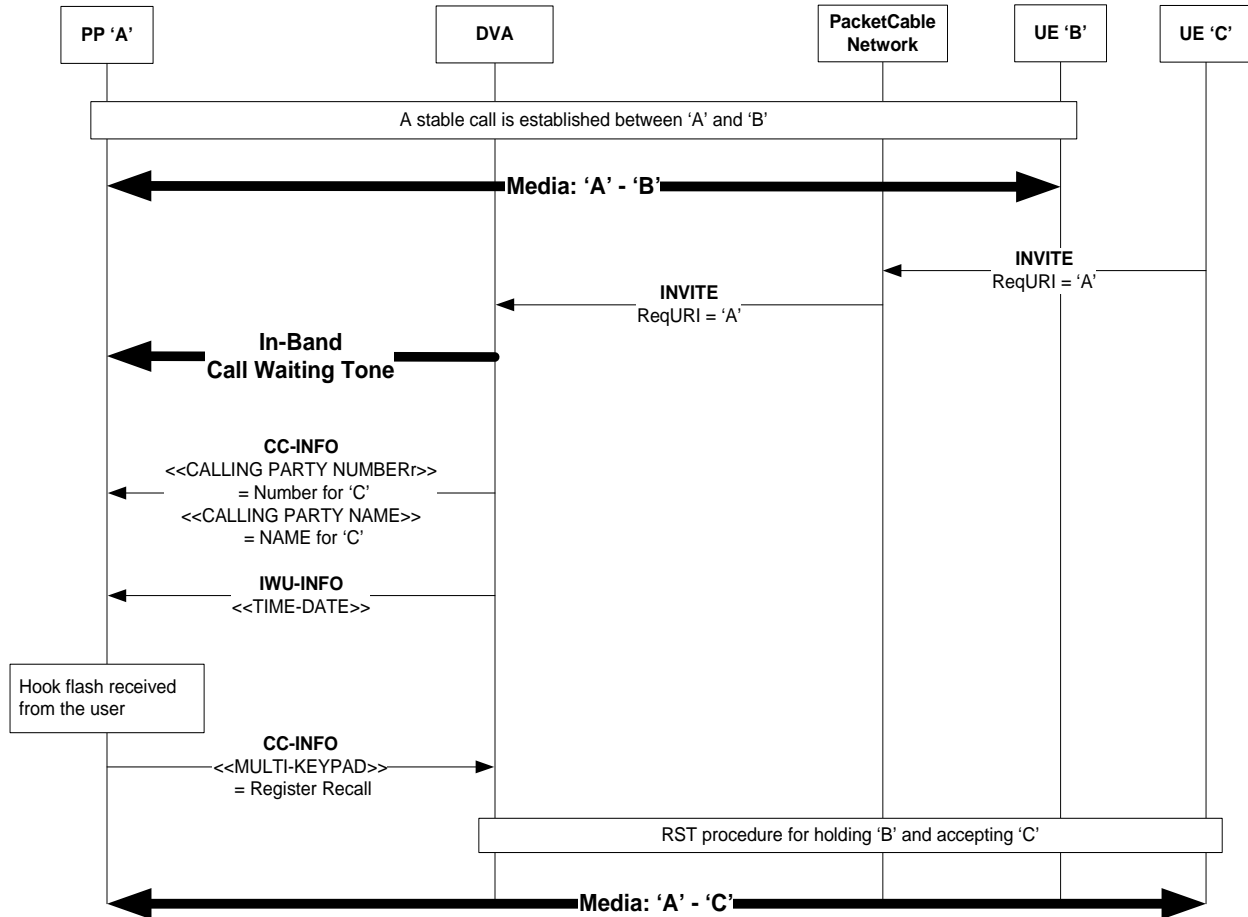 PP ‘A’
DVA
PacketCable
Network
UE ‘B’
UE ‘C’
A stable call is established between ‘A’ and ‘B’
Media: ‘A’ - ‘B’
INVITE
ReqURI = ‘A’
INVITE
ReqURI = ‘A’
In-Band
Call Waiting Tone
CC-INFO
<<CALLING PARTY NUMBERr>>
= Number for ‘C’
<<CALLING PARTY NAME>>
= NAME for ‘C’
IWU-INFO
<<TIME-DATE>>
Hook flash received
from the user
CC-INFO
<<MULTI-KEYPAD>>
= Register Recall
RST procedure for holding ‘B’ and accepting ‘C’
Media: ‘A’ - ‘C’